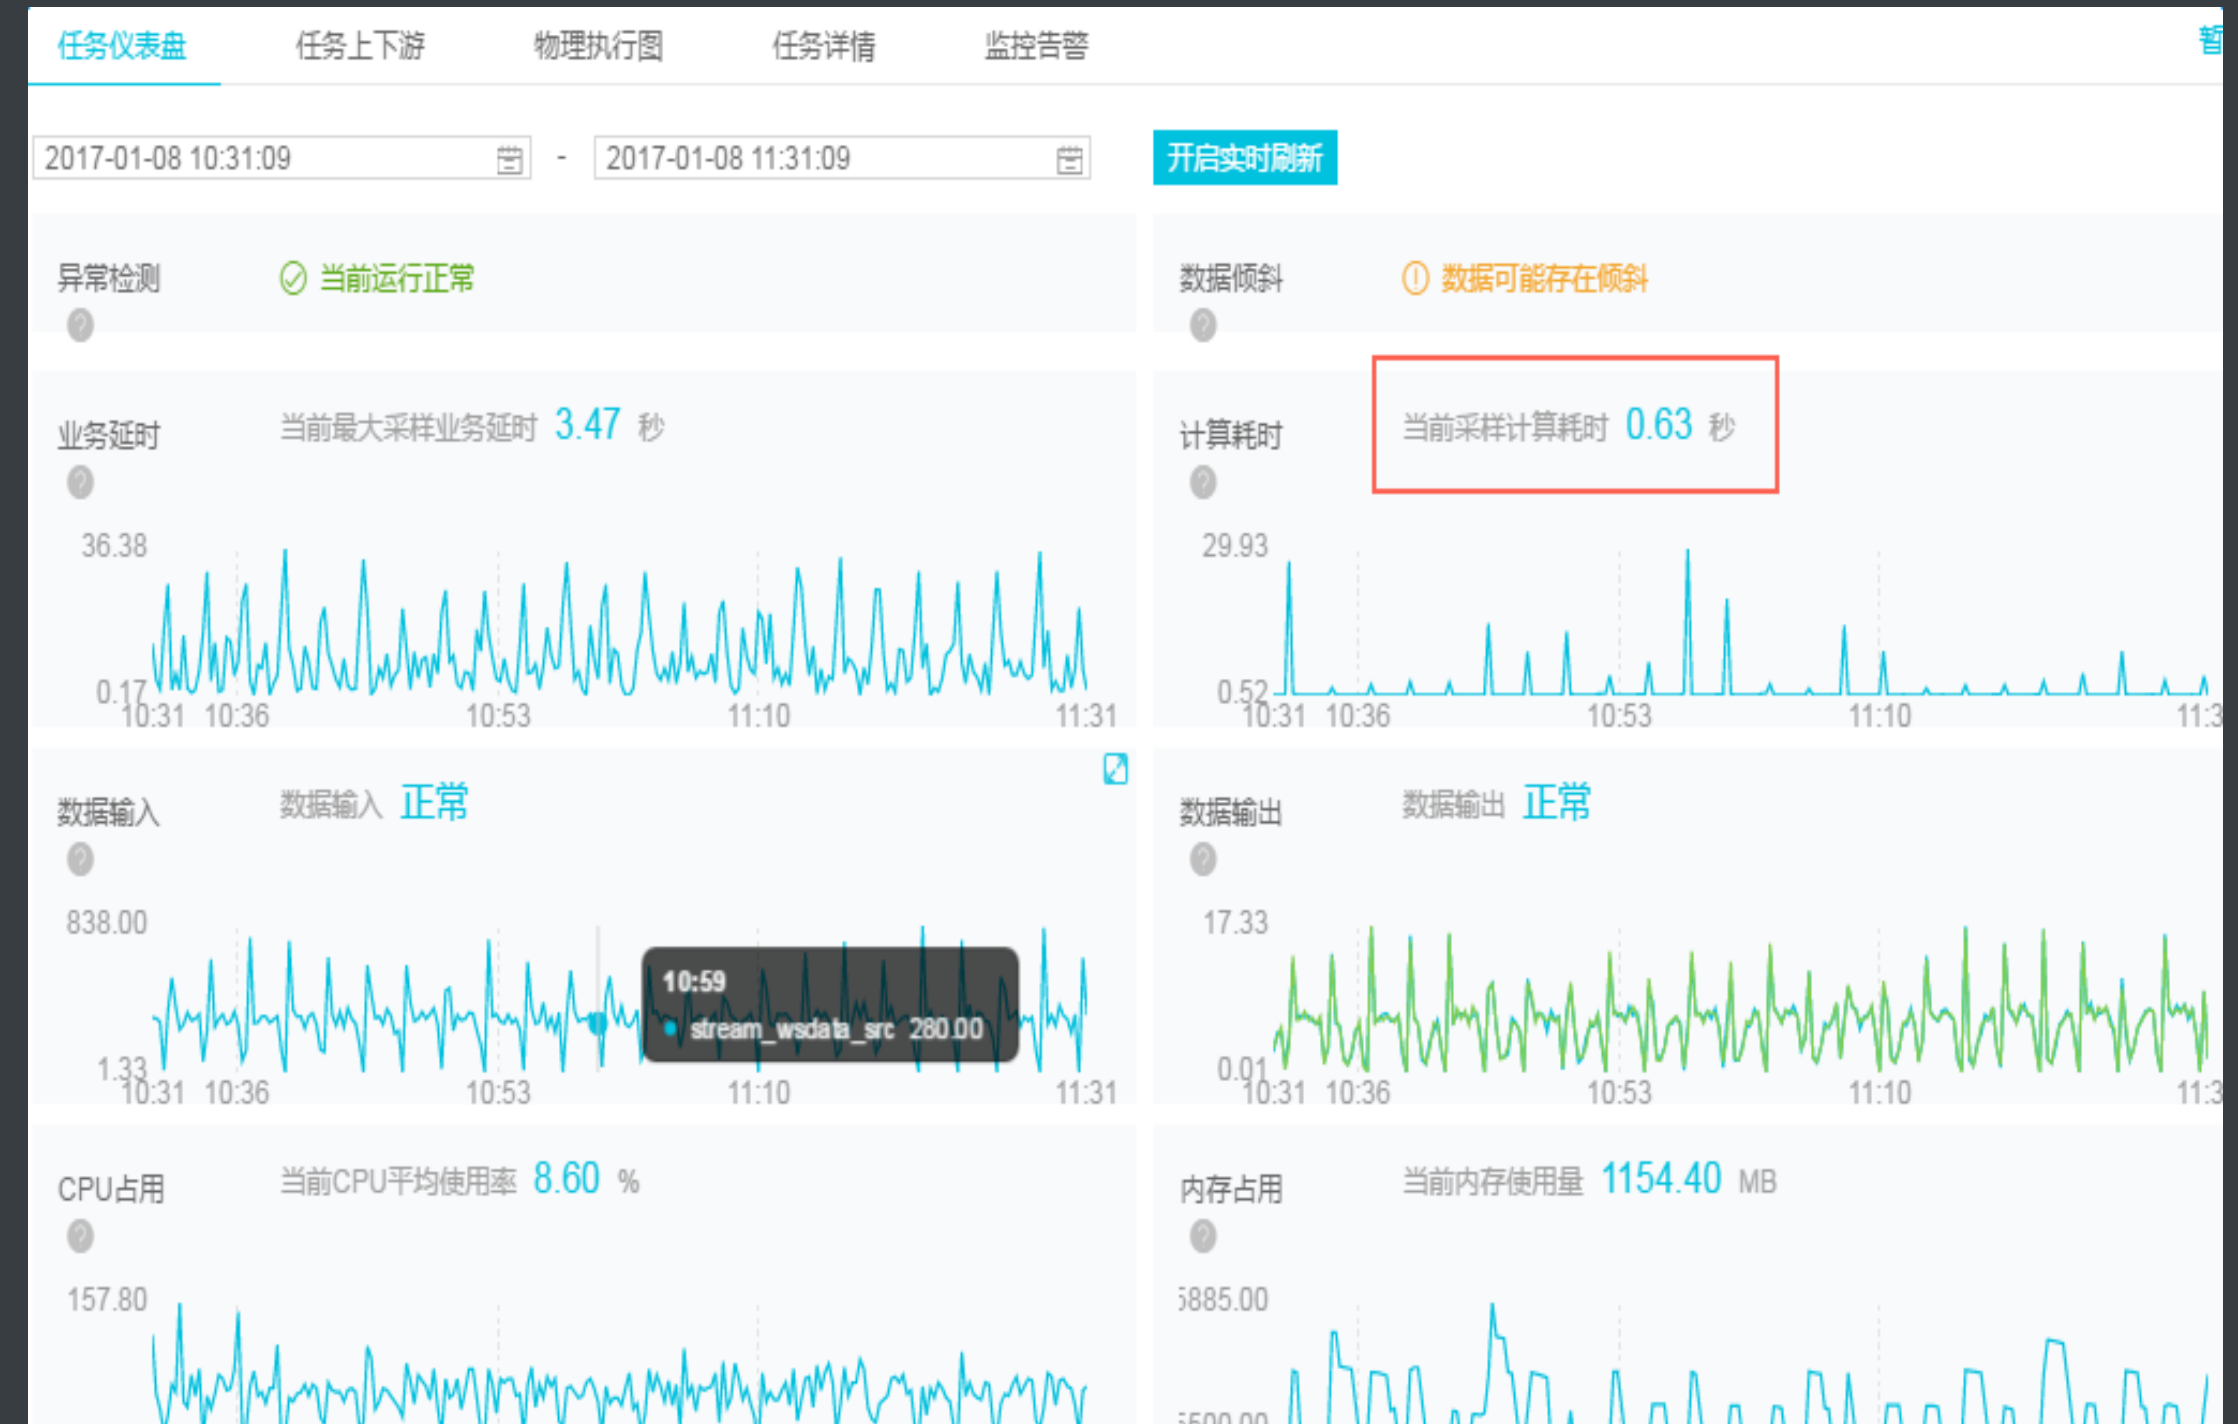 任务仪表盘 任务上下游 物理执行图 任务详情 监控告警 暂
2017-01-08 10:31:09 - 2017-01-08 11:31:09 开启实时刷新
异常检测 当前运行正常
数据倾斜 数据可能存在倾斜
业务延时 当前最大采样业务延时 3.47 秒
36.38
0.17
10:31 10:36 10:53 11:10 11:31
计算耗时 当前采样计算耗时 0.63 秒
29.93
0.52
10:31 10:36 10:53 11:10 11:3
数据输入 数据输入 正常
838.00
10:59
stream_wsdata_src 280.00
1.33
10:31 10:36 10:53 11:10 11:31
数据输出 数据输出 正常
17.33
0.01
10:31 10:36 10:53 11:10 11:3
CPU占用 当前CPU平均使用率 8.60 %
157.80
内存占用 当前内存使用量 1154.40 MB
5885.00